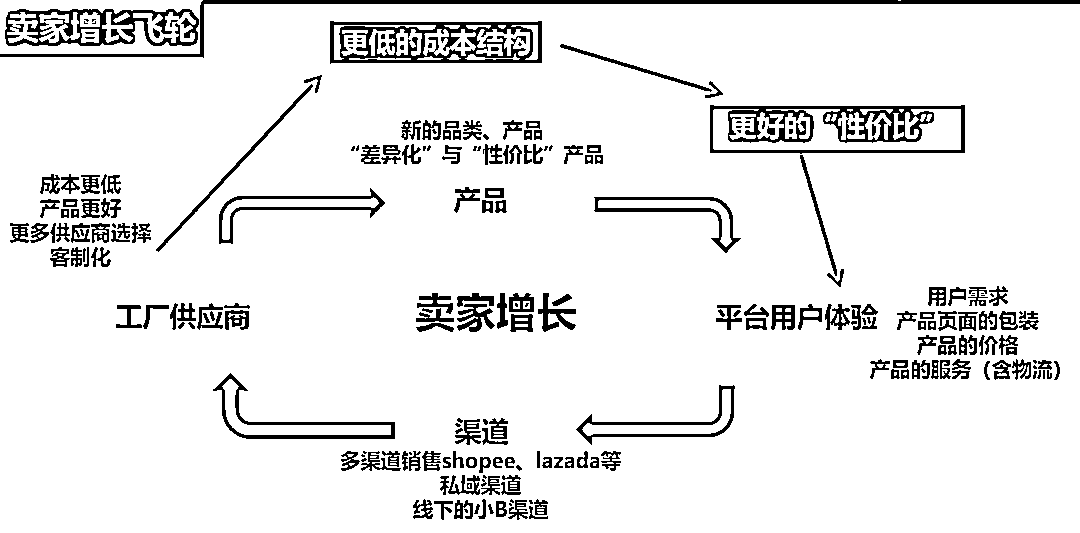 卖家增长飞轮
更低的成本结构
更好的“性价比”
新的品类、产品
“差异化”与“性价比”产品
产品
成本更低
产品更好
更多供应商选择
客制化
工厂供应商
卖家增长
平台用户体验
用户需求
产品页面的包装
产品的价格
产品的服务（含物流）
渠道
多渠道销售shopee、lazada等
私域渠道
线下的小B渠道